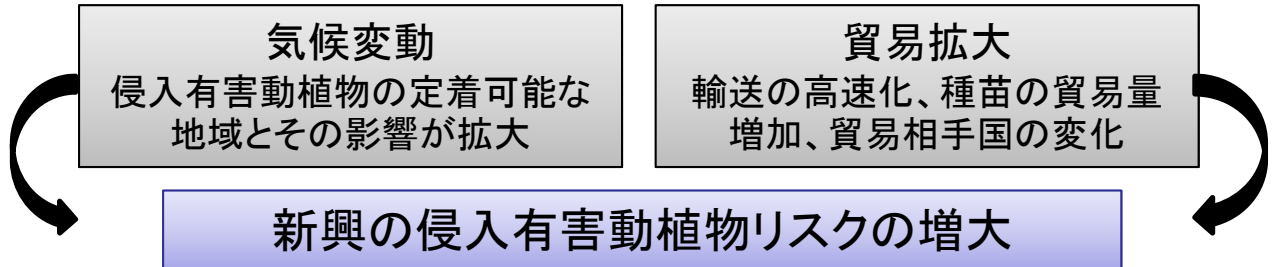 気候変動
侵入有害動植物の定着可能な
地域とその影響が拡大
貿易拡大
輸送の高速化、種苗の貿易量
増加、貿易相手国の変化
新興の侵入有害動植物リスクの増大